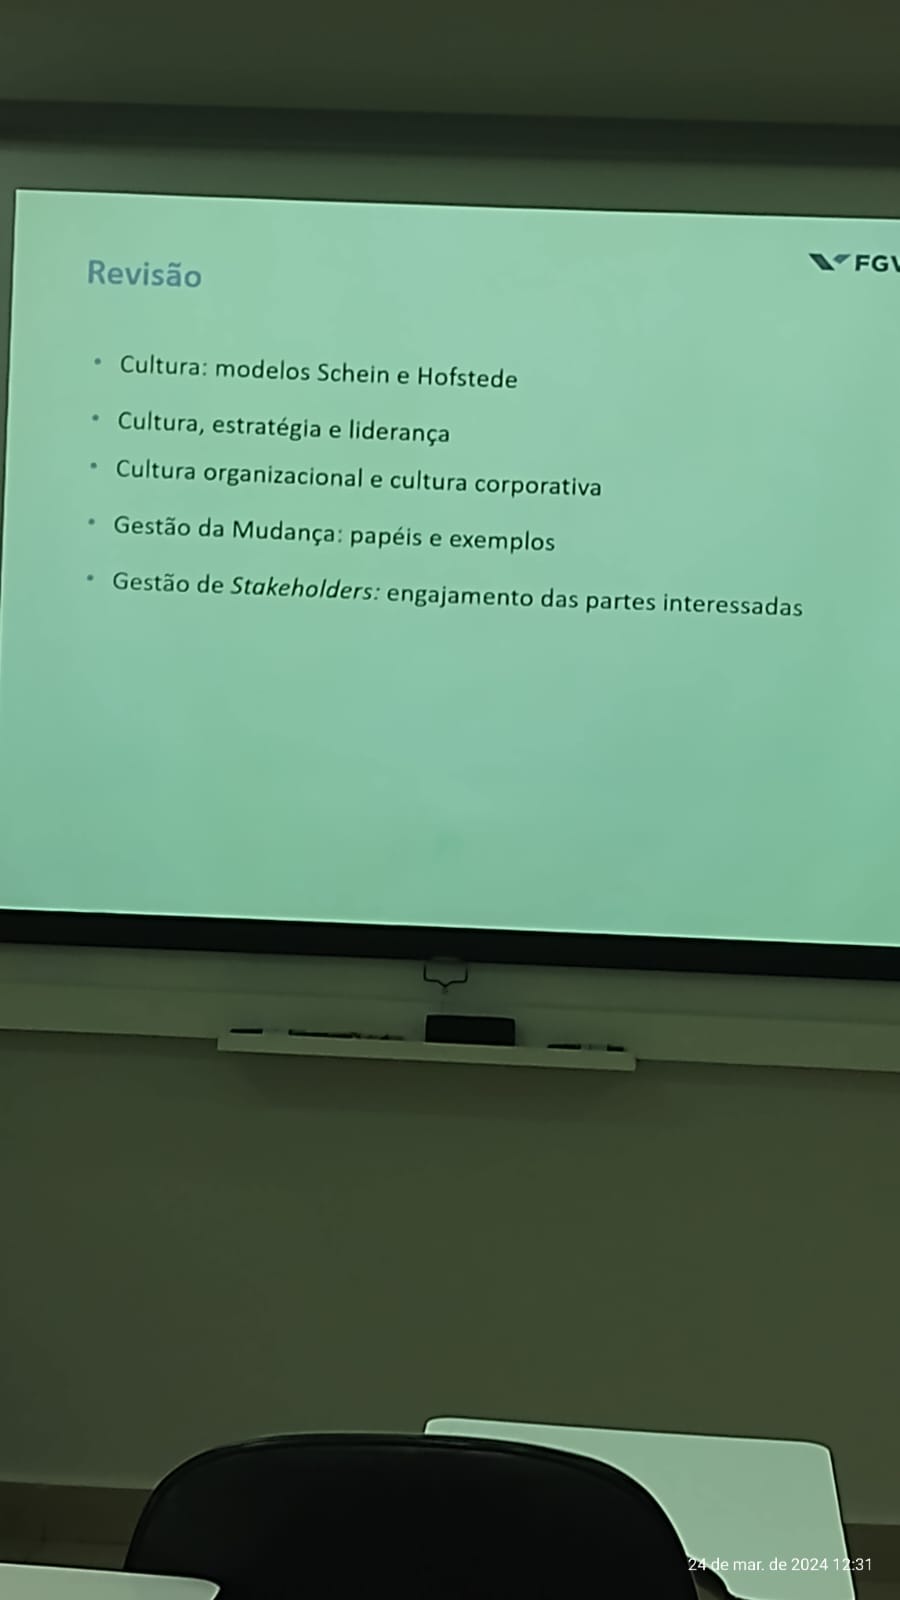 Revisão
FGV
• Cultura: modelos Schein e Hofstede
• Cultura, estratégia e liderança
• Cultura organizacional e cultura corporativa
• Gestão da Mudança: papéis e exemplos
• Gestão de Stakeholders: engajamento das partes interessadas
24 de mar. de 2024 12:31